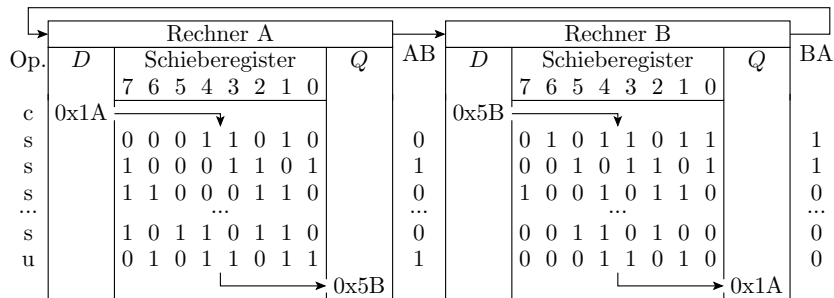 Rechner A Rechner B
Op. D Schieberegister Q AB D Schieberegister Q BA
7 6 5 4 3 2 1 0 7 6 5 4 3 2 1 0
c 0x1A 0x5B
s 0 0 0 1 1 0 1 0 0 0 1 0 1 1 0 1 1 1
s 1 0 0 0 1 1 0 1 1 0 0 1 0 1 1 0 1 1
s 1 1 0 0 0 1 1 0 0 1 0 0 1 0 1 1 0 0
... ... ... ... ...
s 1 0 1 1 0 1 1 0 0 0 0 1 1 0 1 0 0 0
u 0 1 0 1 1 0 1 1 1 0 0 0 1 1 0 1 0 0
0x5B 0x1A